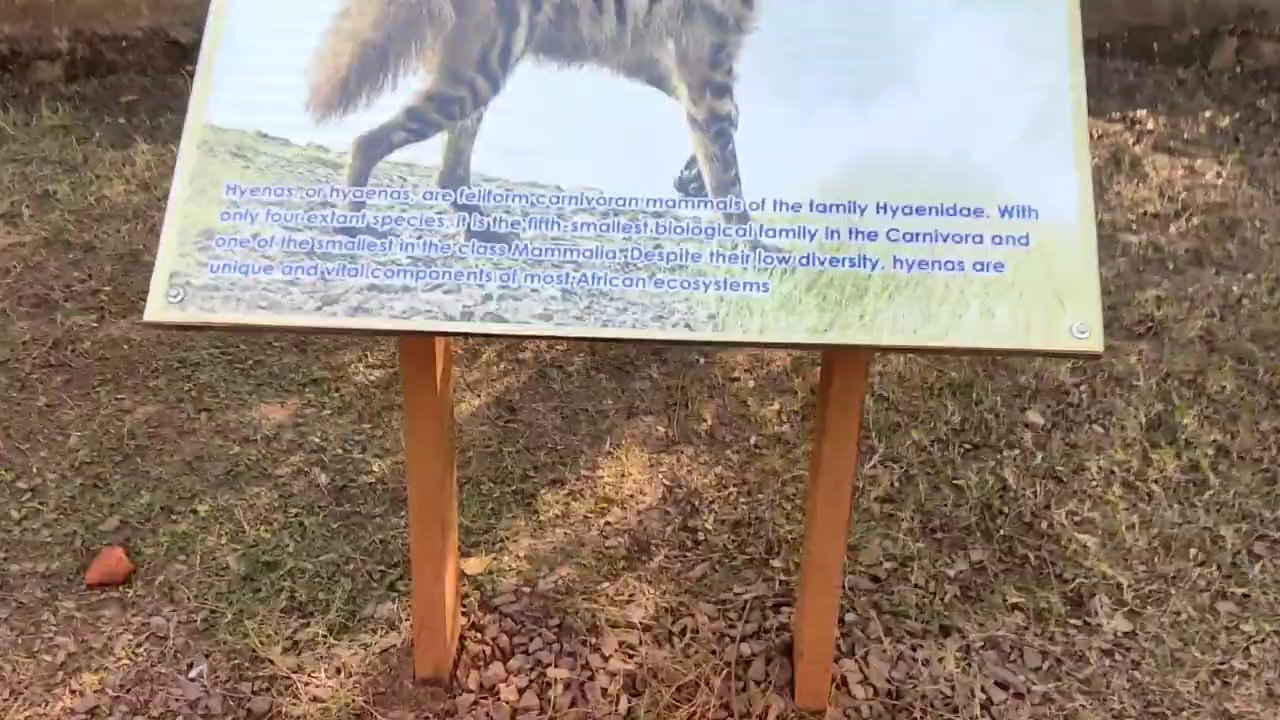 Hyenas, or hyaenas, are feliform carnivoran mammals of the family Hyaenidae. With
only four extant species, it is the fifth-smallest biological family in the Carnivora and
one of the smallest in the class Mammalia. Despite their low diversity, hyenas are
unique and vital components of most African ecosystems